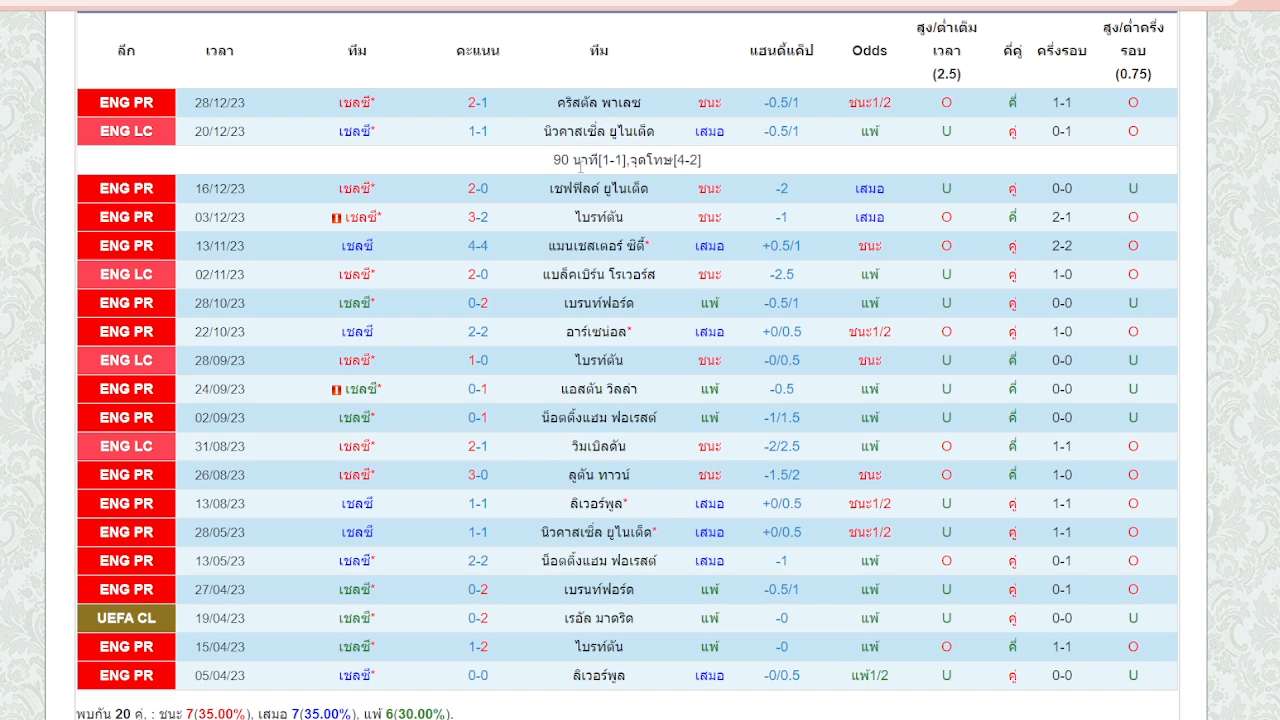 ลีก เวลา ทีม คะแนน ทีม แฮนดี้แค็ป Odds สูง/ต่ำเต็มเวลา (2.5) คี่คู่ ครึ่งรอบ สูง/ต่ำครึ่งรอบ (0.75)
ENG PR 28/12/23 เชลซี* 2-1 คริสตัล พาเลซ ชนะ -0.5/1 ชนะ1/2 O คี่ 1-1 O
ENG LC 20/12/23 เชลซี* 1-1 นิวคาสเซิ่ล ยูไนเต็ด เสมอ -0.5/1 แพ้ U คู่ 0-1 O
90 นาที[1-1],จุดโทษ[4-2]
ENG PR 16/12/23 เชลซี* 2-0 เชฟฟิลด์ ยูไนเต็ด ชนะ -2 เสมอ U คู่ 0-0 U
ENG PR 03/12/23 1 เชลซี* 3-2 ไบรท์ตัน ชนะ -1 เสมอ O คี่ 2-1 O
ENG PR 13/11/23 เชลซี 4-4 แมนเชสเตอร์ ซิตี้* เสมอ +0.5/1 ชนะ O คู่ 2-2 O
ENG LC 02/11/23 เชลซี* 2-0 แบล็คเบิร์น โรเวอร์ส ชนะ -2.5 แพ้ U คู่ 1-0 O
ENG PR 28/10/23 เชลซี* 0-2 เบรนท์ฟอร์ด แพ้ -0.5/1 แพ้ U คู่ 0-0 U
ENG PR 22/10/23 เชลซี 2-2 อาร์เซน่อล* เสมอ +0/0.5 ชนะ1/2 O คู่ 1-0 O
ENG LC 28/09/23 เชลซี* 1-0 ไบรท์ตัน ชนะ -0/0.5 ชนะ U คี่ 0-0 U
ENG PR 24/09/23 1 เชลซี* 0-1 แอสตัน วิลล่า แพ้ -0.5 แพ้ U คี่ 0-0 U
ENG PR 02/09/23 เชลซี* 0-1 น็อตติ้งแฮม ฟอเรสต์ แพ้ -1/1.5 แพ้ U คี่ 0-0 U
ENG LC 31/08/23 เชลซี* 2-1 วิมเบิลดัน ชนะ -2/2.5 แพ้ O คี่ 1-1 O
ENG PR 26/08/23 เชลซี* 3-0 ลูตัน ทาวน์ ชนะ -1.5/2 ชนะ O คี่ 1-0 O
ENG PR 13/08/23 เชลซี 1-1 ลิเวอร์พูล* เสมอ +0/0.5 ชนะ1/2 U คู่ 1-1 O
ENG PR 28/05/23 เชลซี 1-1 นิวคาสเซิ่ล ยูไนเต็ด* เสมอ +0/0.5 ชนะ1/2 U คู่ 1-1 O
ENG PR 13/05/23 เชลซี* 2-2 น็อตติ้งแฮม ฟอเรสต์ เสมอ -1 แพ้ O คู่ 0-1 O
ENG PR 27/04/23 เชลซี* 0-2 เบรนท์ฟอร์ด แพ้ -0.5/1 แพ้ U คู่ 0-1 O
UEFA CL 19/04/23 เชลซี* 0-2 เรอัล มาดริด แพ้ -0 แพ้ U คู่ 0-0 U
ENG PR 15/04/23 เชลซี* 1-2 ไบรท์ตัน แพ้ -0 แพ้ O คี่ 1-1 O
ENG PR 05/04/23 เชลซี* 0-0 ลิเวอร์พูล เสมอ -0/0.5 แพ้1/2 U คู่ 0-0 U
พบกัน 20 คู่, : ชนะ 7(35.00%), เสมอ 7(35.00%), แพ้ 6(30.00%).